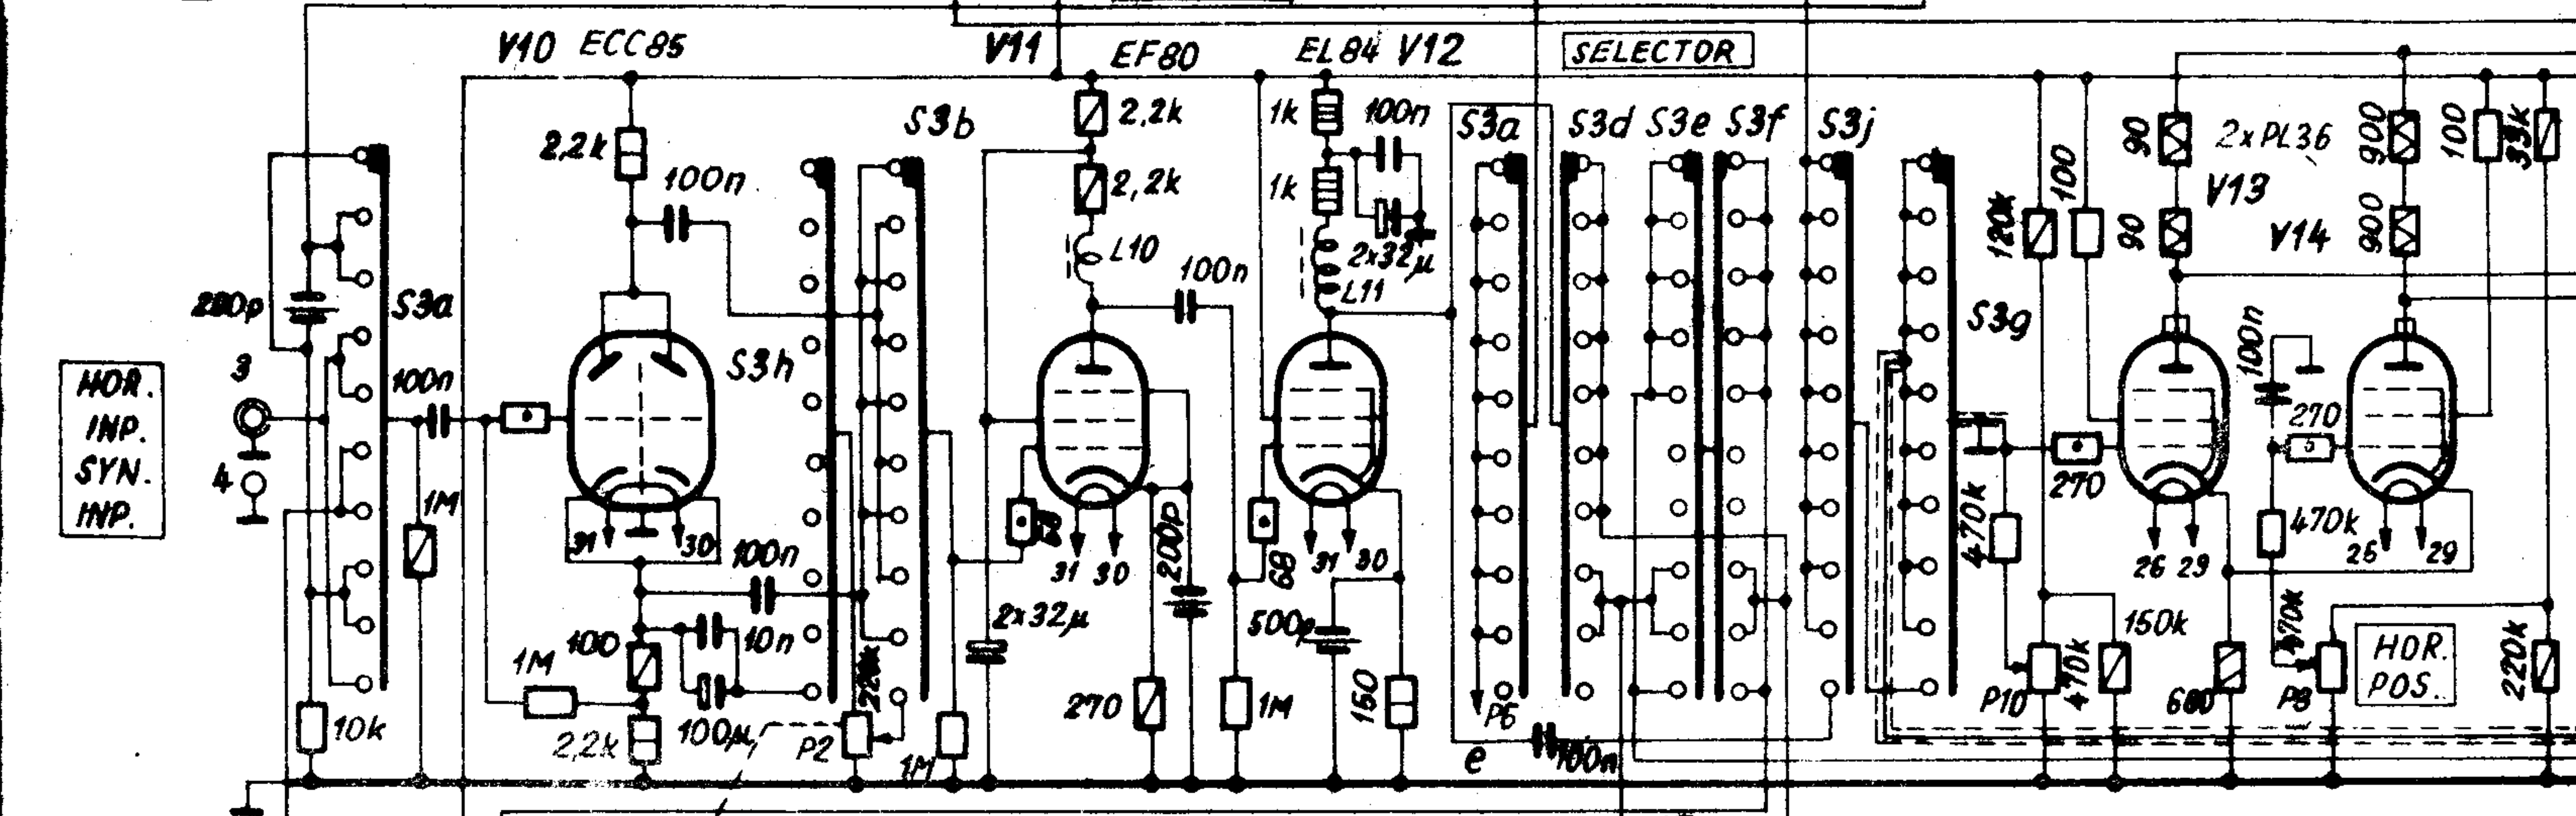 V10 ECC85
V11 EF80
EL84 V12
SELECTOR
S3b
S3a
S3d
S3e
S3f
S3j
2,2k
100n
2,2k
2,2k
L10
100n
1k
100n
1k
2x32µ
L11
120k
100
90
2xPL36
V13
90
V14
900
900
100
33k
S3a
S3h
S3g
HOR.
INP.
SYN.
INP.
3
4
100n
1M
31
30
100n
10n
100
1M
2,2k
100µ
P2
220k
1M
10k
31 30
200p
2x32µ
270
68
31 30
500p
1M
150
P6
e
100n
100n
270
270
470k
470k
26 29
25
29
P10
470k
150k
680
470k
P8
HOR.
POS.
220k